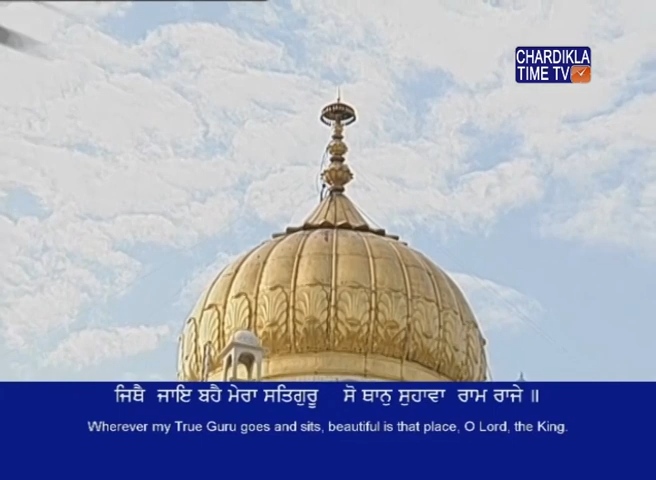 CHARDIKLA
TIME TV
ਜਿਥੈ ਜਾਇ ਬਹੈ ਮੇਰਾ ਸਤਿਗੁਰੂ ਸੋ ਥਾਨੁ ਸੁਹਾਵਾ ਰਾਮ ਰਾਜੇ ॥
Wherever my True Guru goes and sits, beautiful is that place, O Lord, the King.